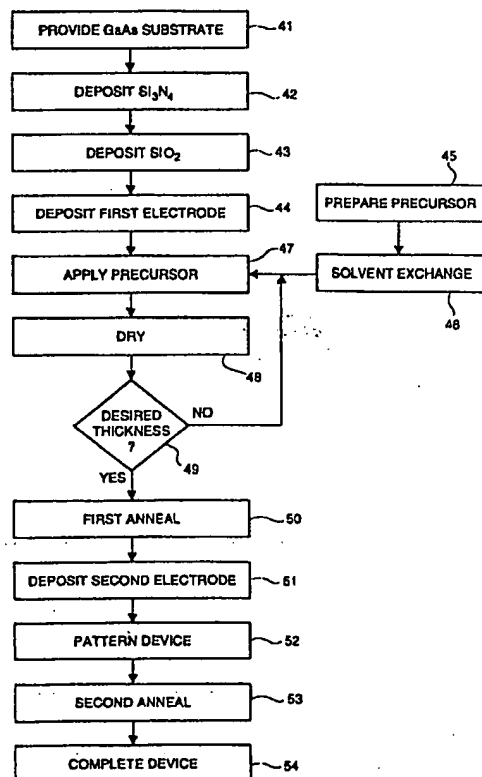 PROVIDE GaAs SUBSTRATE
41
DEPOSIT Si₃N₄
42
DEPOSIT SiO₂
43
DEPOSIT FIRST ELECTRODE
44
45
PREPARE PRECURSOR
47
APPLY PRECURSOR
SOLVENT EXCHANGE
46
DRY
48
DESIRED
THICKNESS
?
NO
49
YES
FIRST ANNEAL
50
DEPOSIT SECOND ELECTRODE
51
PATTERN DEVICE
52
SECOND ANNEAL
53
COMPLETE DEVICE
54